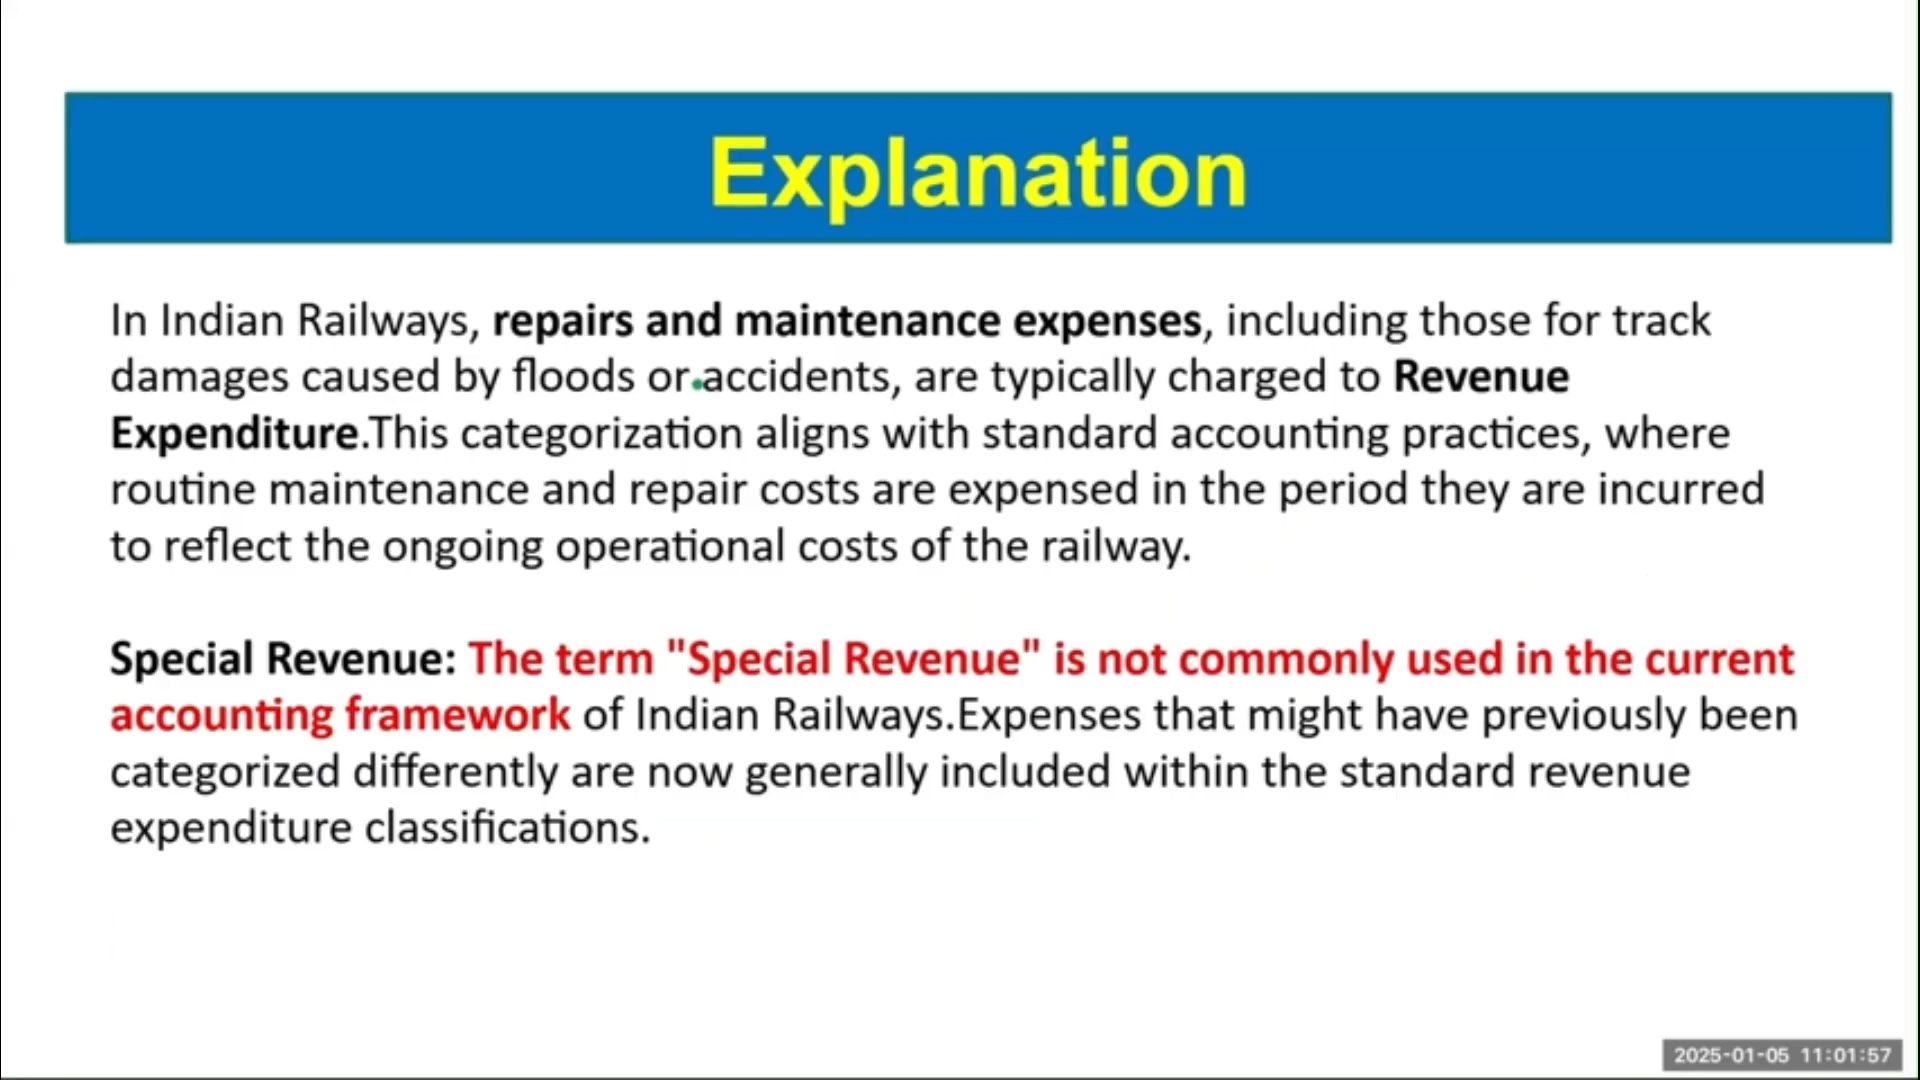 Explanation
In Indian Railways, repairs and maintenance expenses, including those for track
damages caused by floods or accidents, are typically charged to Revenue
Expenditure.This categorization aligns with standard accounting practices, where
routine maintenance and repair costs are expensed in the period they are incurred
to reflect the ongoing operational costs of the railway.
Special Revenue: The term "Special Revenue" is not commonly used in the current
accounting framework of Indian Railways.Expenses that might have previously been
categorized differently are now generally included within the standard revenue
expenditure classifications.
2025-01-05 11:01:57